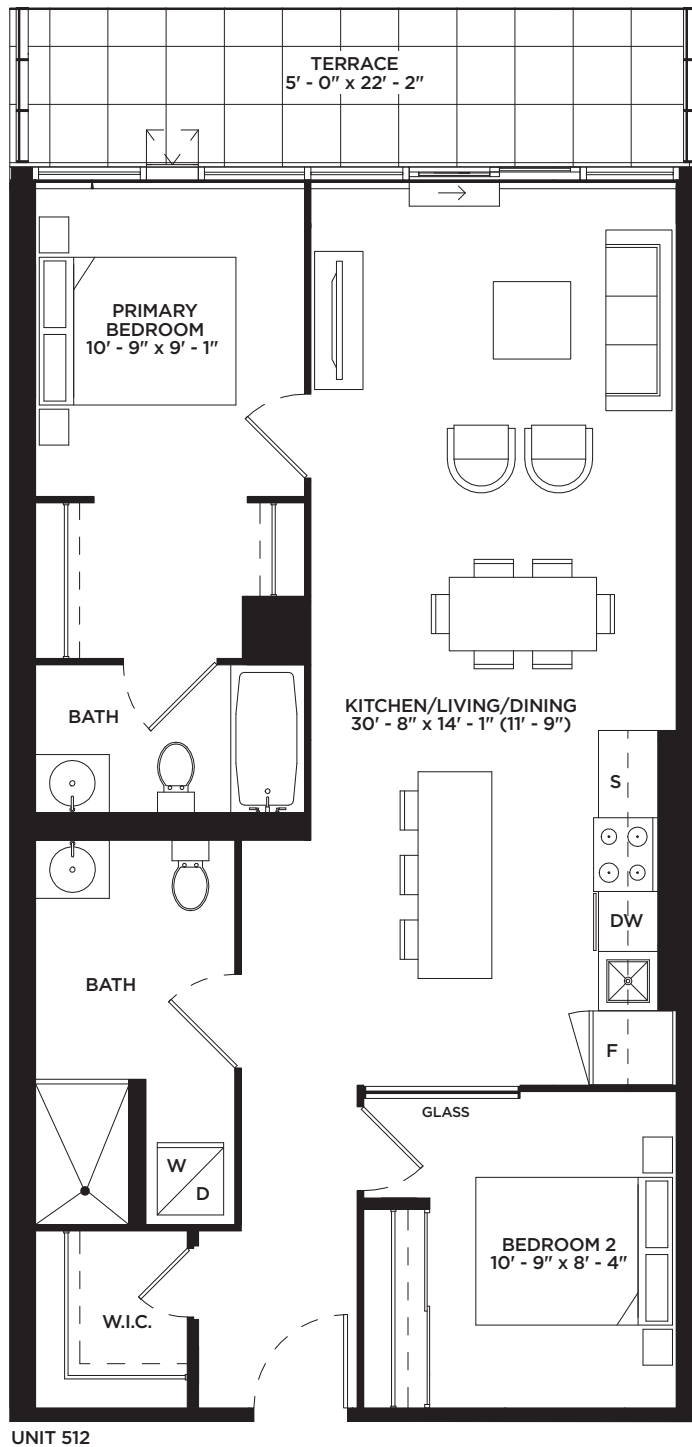 TERRACE
5' - 0" x 22' - 2"
PRIMARY
BEDROOM
10' - 9" x 9' - 1"
BATH
KITCHEN/LIVING/DINING
30' - 8" x 14' - 1" (11' - 9")
S
DW
BATH
F
GLASS
W
D
BEDROOM 2
10' - 9" x 8' - 4"
W.I.C.
UNIT 512